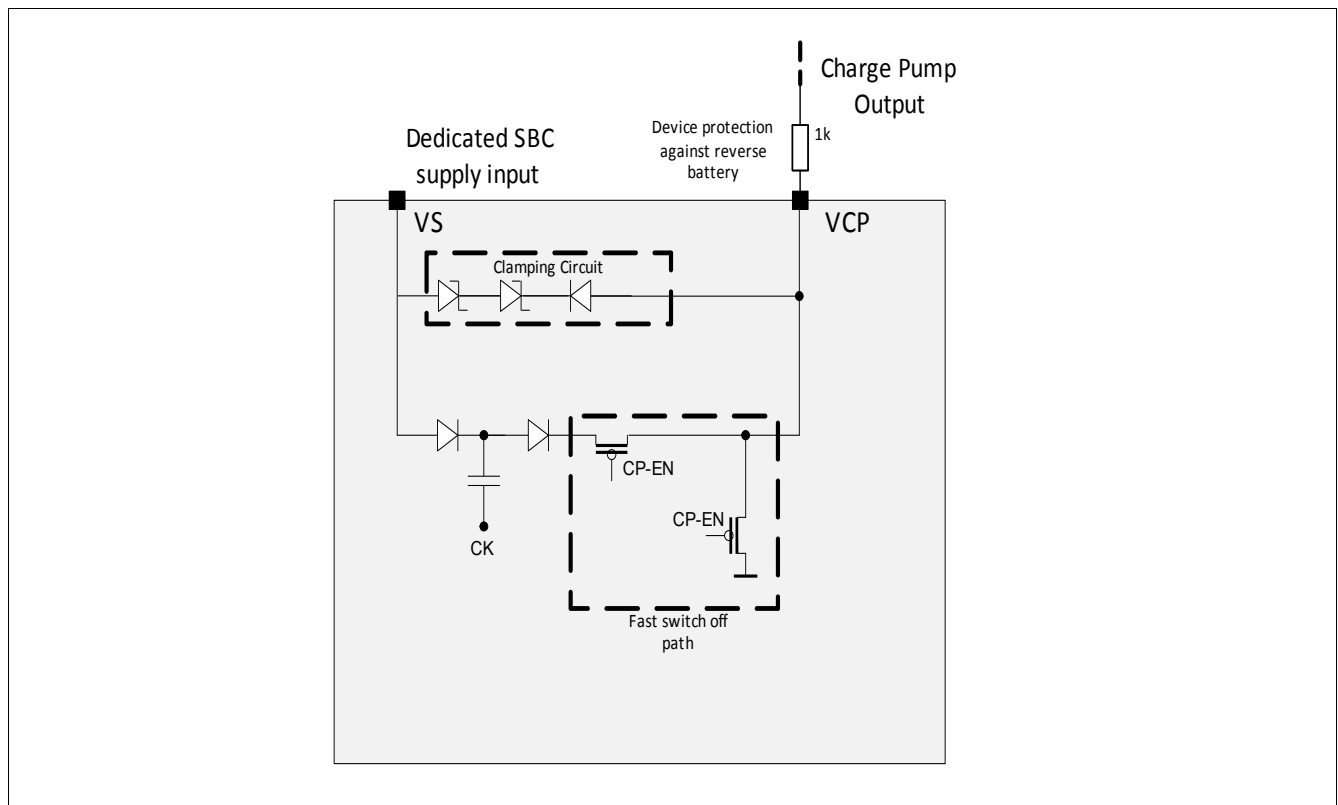 Charge Pump
Output
Device protection
against reverse
battery
1k
Dedicated SBC
supply input
VS
VCP
Clamping Circuit
CP-EN
CP-EN
CK
Fast switch off
path